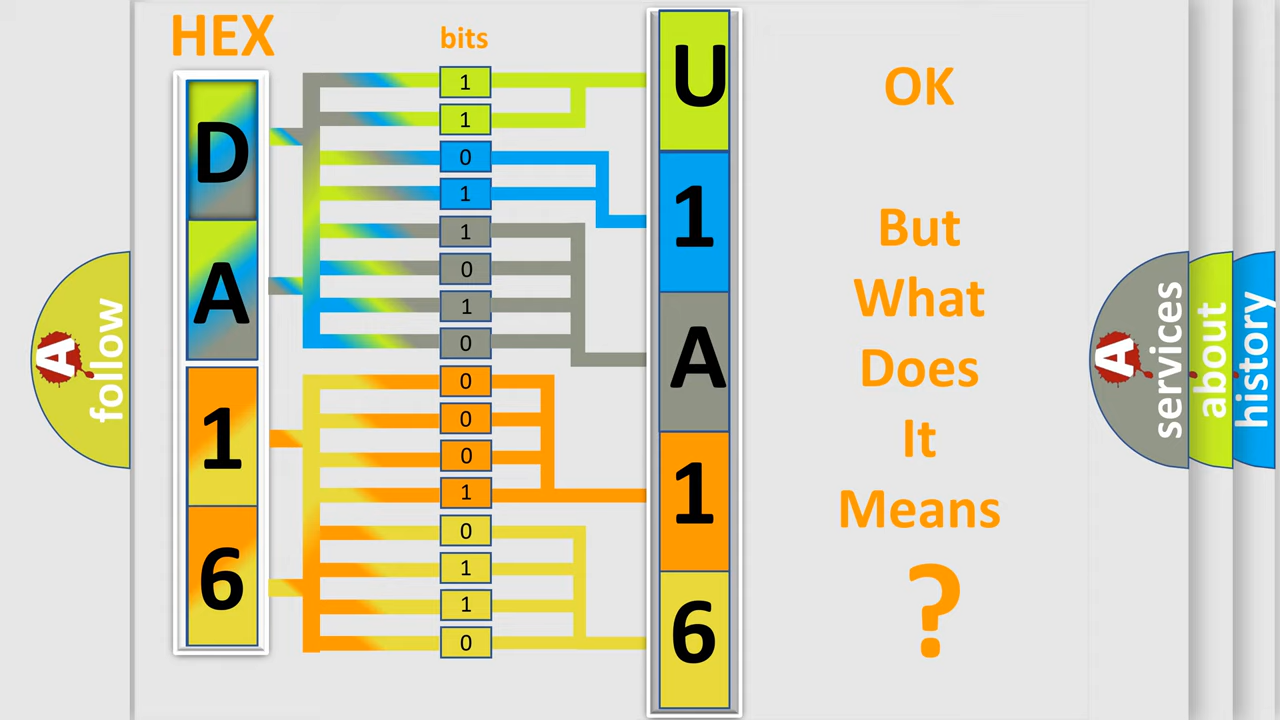 HEX
bits
D
A
1
6
1
1
0
1
1
0
1
0
0
0
0
1
0
1
1
0
U
1
A
1
6
OK
But
What
Does
It
Means
?
A
follow
A
services
about
history